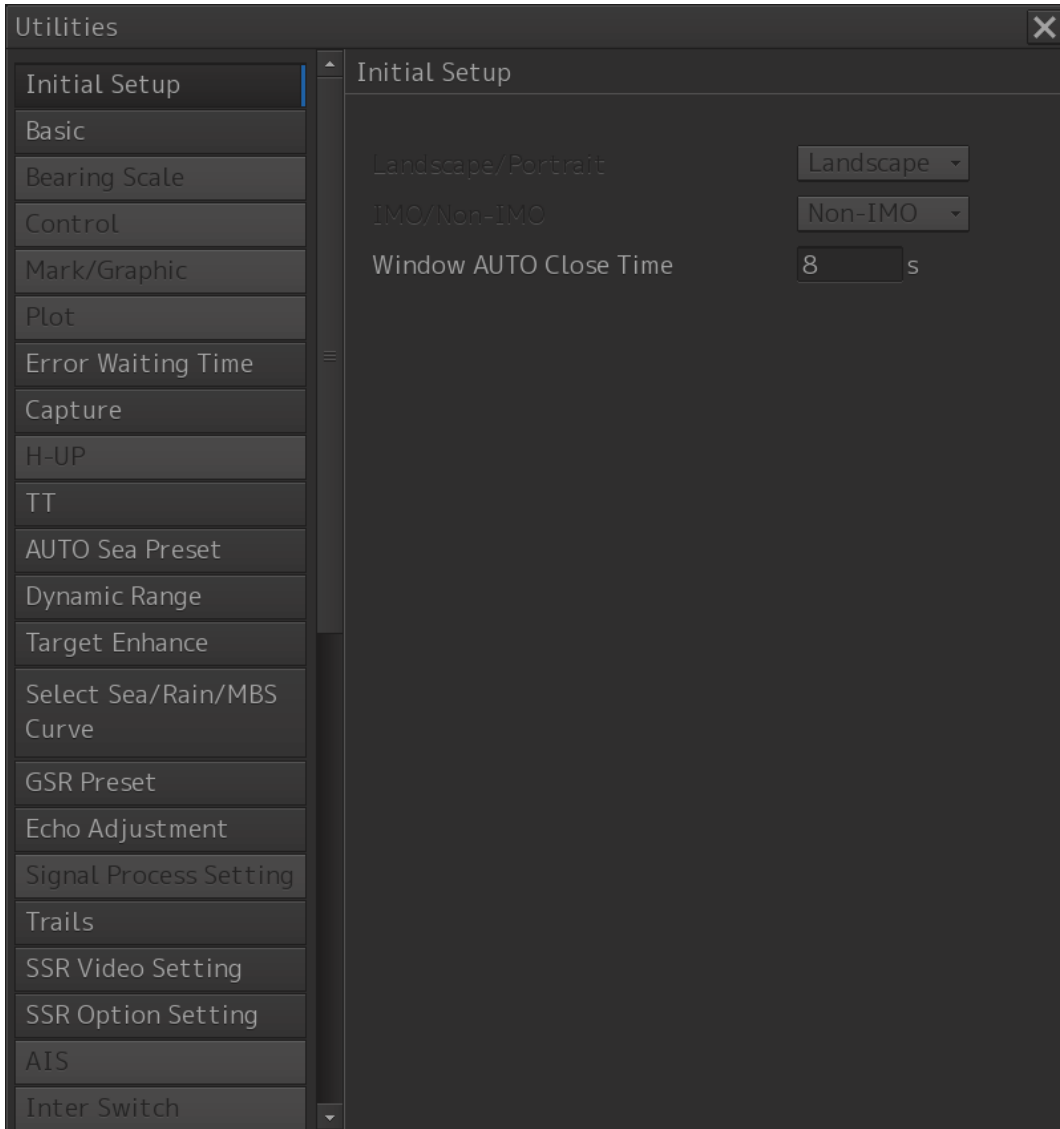 Utilities
Initial Setup
Basic
Bearing Scale
Control
Mark/Graphic
Plot
Error Waiting Time
Capture
H-UP
TT
AUTO Sea Preset
Dynamic Range
Target Enhance
Select Sea/Rain/MBS
Curve
GSR Preset
Echo Adjustment
Signal Process Setting
Trails
SSR Video Setting
SSR Option Setting
AIS
Inter Switch
Initial Setup
Landscape/Portrait Landscape
IMO/Non-IMO Non-IMO
Window AUTO Close Time 8 s